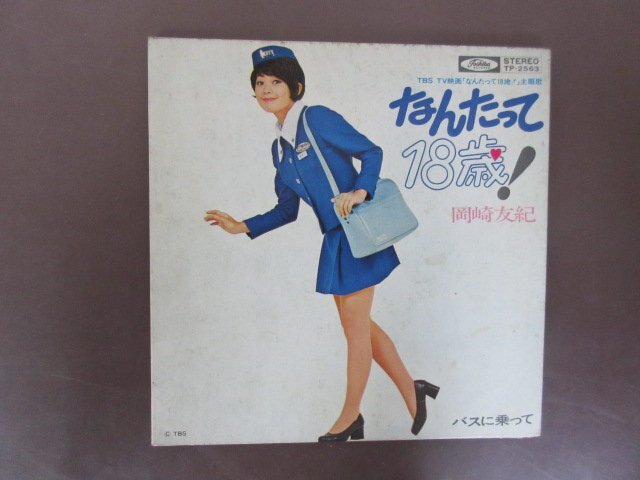 Toshiba
STEREO
TP-2563
TBS TV映画「なんたって18歳!」主題歌
なんたって
18歳!
岡崎友紀
バスに乗って
© TBS